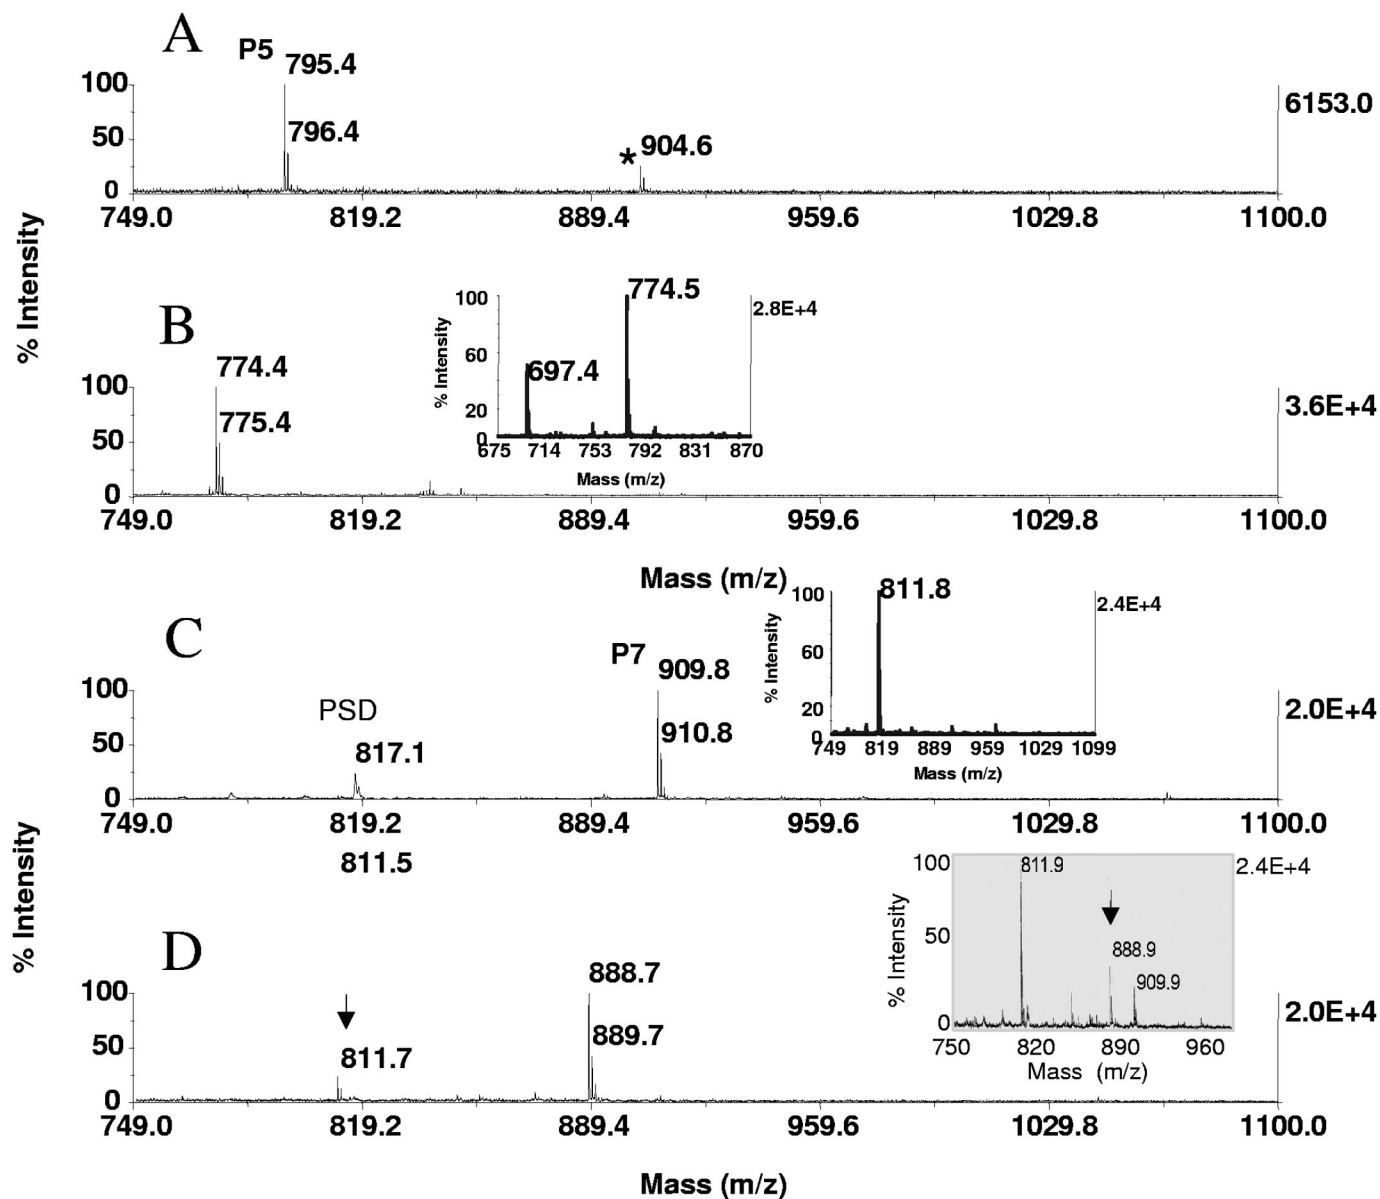 A
P5 795.4
100
6153.0
796.4
50
* 904.6
0
749.0 819.2 889.4 959.6 1029.8 1100.0
% Intensity
B
774.4
100
775.4
3.6E+4
50
0
749.0 819.2 889.4 959.6 1029.8 1100.0
Mass (m/z)
774.5
100
2.8E+4
697.4
60
20
0
% Intensity
675 714 753 792 831 870
Mass (m/z)
C
P7 909.8
100
2.0E+4
PSD
910.8
817.1
50
0
749.0 819.2 889.4 959.6 1029.8 1100.0
811.5
811.8
100
2.4E+4
60
20
0
% Intensity
749 819 889 959 1029 1099
Mass (m/z)
% Intensity
D
888.7
100
2.0E+4
889.7
811.7
50
0
749.0 819.2 889.4 959.6 1029.8 1100.0
Mass (m/z)
100
811.9
2.4E+4
50
888.9
909.9
0
% Intensity
750 820 890 960
Mass (m/z)